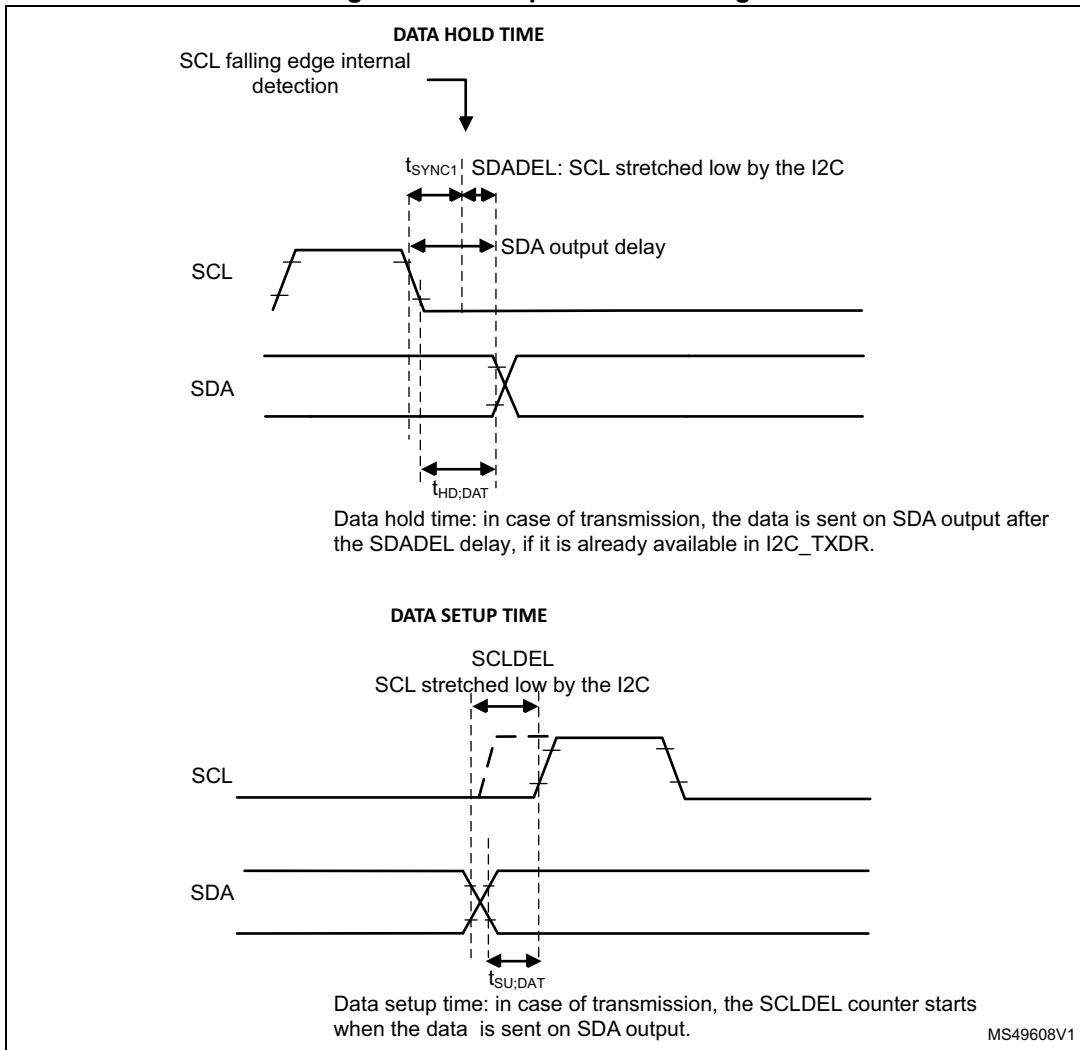 DATA HOLD TIME
SCL falling edge internal
detection
tSYNC1 SDADEL: SCL stretched low by the I2C
SDA output delay
SCL
SDA
tHD;DAT
Data hold time: in case of transmission, the data is sent on SDA output after
the SDADEL delay, if it is already available in I2C_TXDR.
DATA SETUP TIME
SCLDEL
SCL stretched low by the I2C
SCL
SDA
tSU;DAT
Data setup time: in case of transmission, the SCLDEL counter starts
when the data is sent on SDA output.
MS49608V1